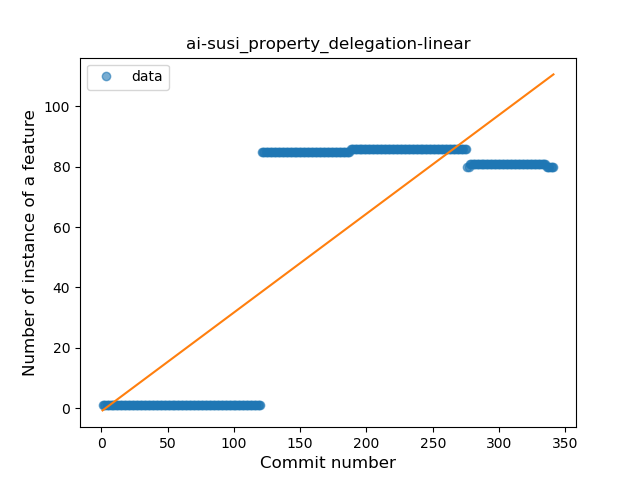 ai-susi_property_delegation-linear
data
Number of instance of a feature
100
80
60
40
20
0
0 50 100 150 200 250 300 350
Commit number